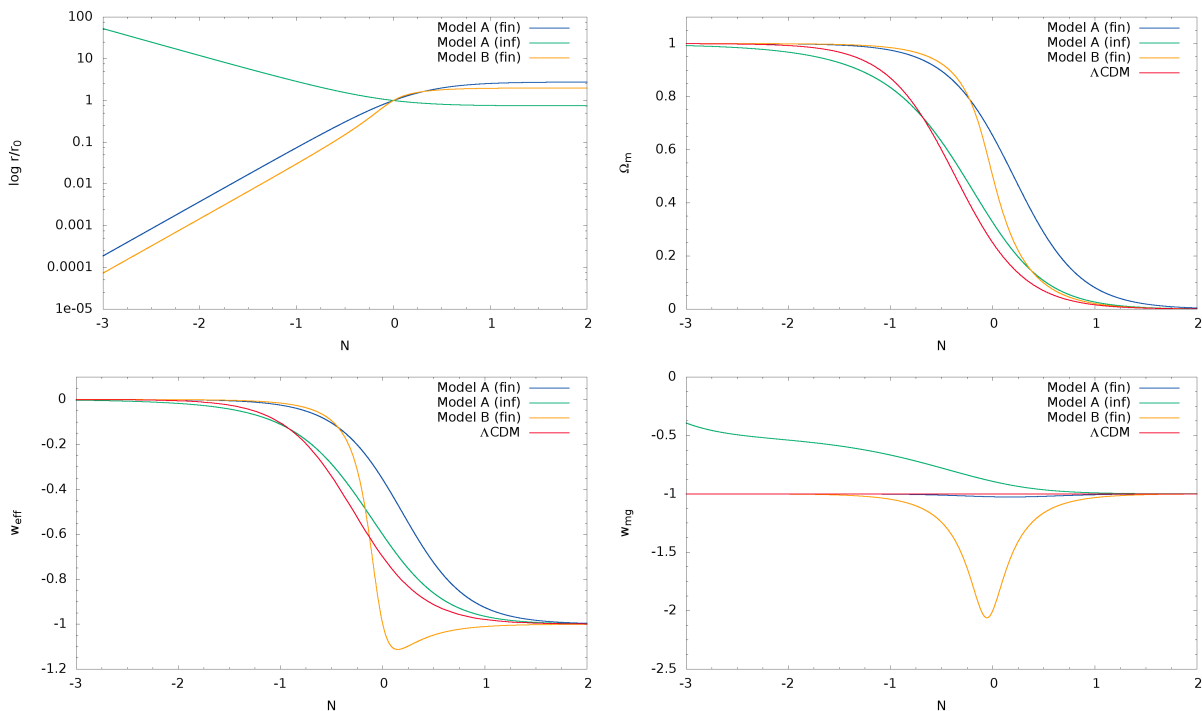 100
10
1
0.1
0.01
0.001
0.0001
1e-05
log r/r0
-3 -2 -1 0 1 2
N
Model A (fin)
Model A (inf)
Model B (fin)
1
0.8
0.6
0.4
0.2
0
Ωm
-3 -2 -1 0 1 2
N
Model A (fin)
Model A (inf)
Model B (fin)
ΛCDM
0
-0.2
-0.4
-0.6
-0.8
-1
-1.2
weff
-3 -2 -1 0 1 2
N
Model A (fin)
Model A (inf)
Model B (fin)
ΛCDM
0
-0.5
-1
-1.5
-2
-2.5
wmg
-3 -2 -1 0 1 2
N
Model A (fin)
Model A (inf)
Model B (fin)
ΛCDM